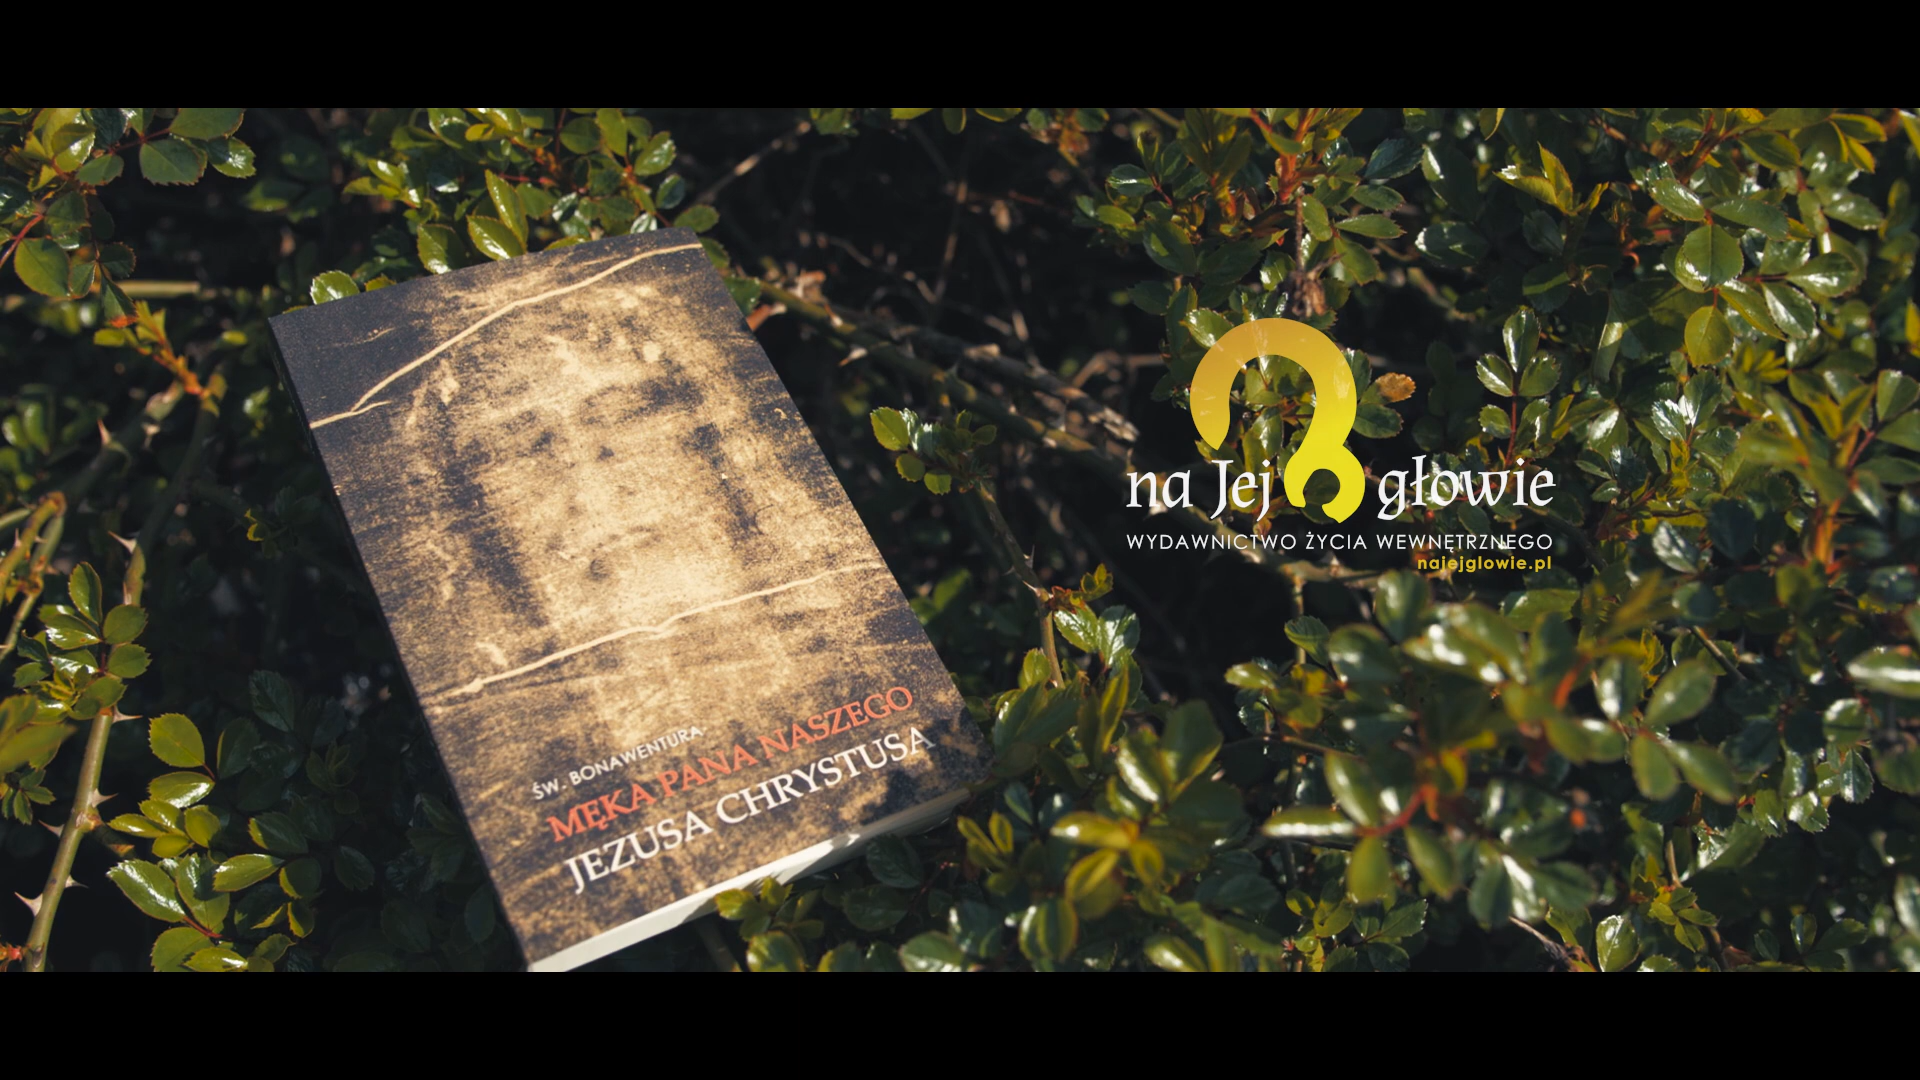 ŚW. BONAWENTURA
MĘKA PANA NASZEGO
JEZUSA CHRYSTUSA
na Jej głowie
WYDAWNICTWO ŻYCIA WEWNĘTRZNEGO
najejglowie.pl